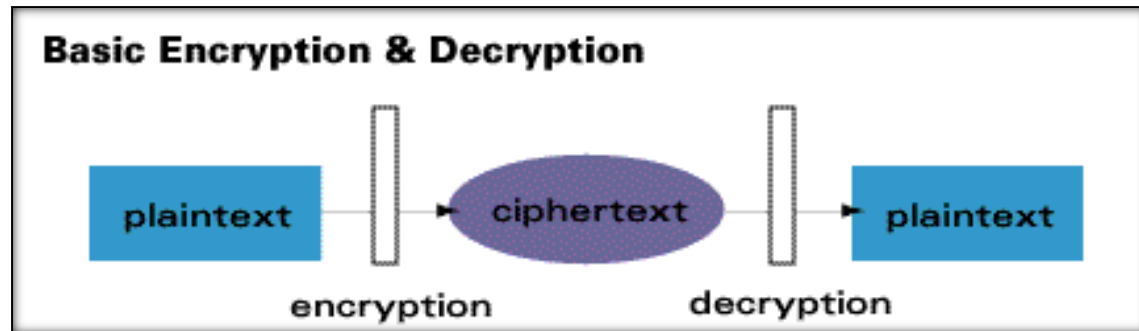 Basic Encryption & Decryption
plaintext
ciphertext
plaintext
encryption
decryption